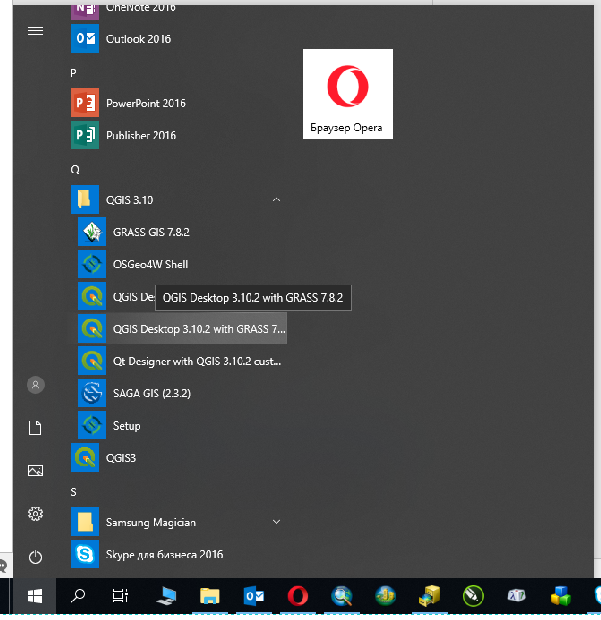 OneNote 2016
Outlook 2016
P
PowerPoint 2016
Publisher 2016
Q
QGIS 3.10
GRASS GIS 7.8.2
OSGeo4W Shell
QGIS De
QGIS Desktop 3.10.2 with GRASS 7.8.2
QGIS Desktop 3.10.2 with GRASS 7...
Qt Designer with QGIS 3.10.2 cust...
SAGA GIS (2.3.2)
Setup
QGIS3
S
Samsung Magician
Skype для бизнеса 2016
Браузер Opera